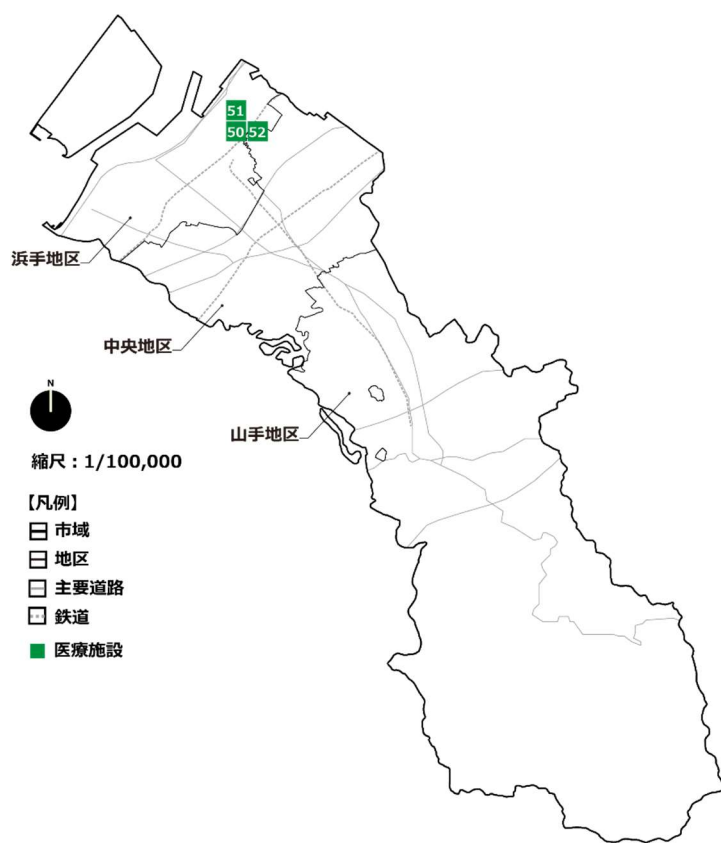 51
50 52
浜手地区
中央地区
山手地区
N
縮尺：1/100,000
【凡例】
市域
地区
主要道路
鉄道
医療施設